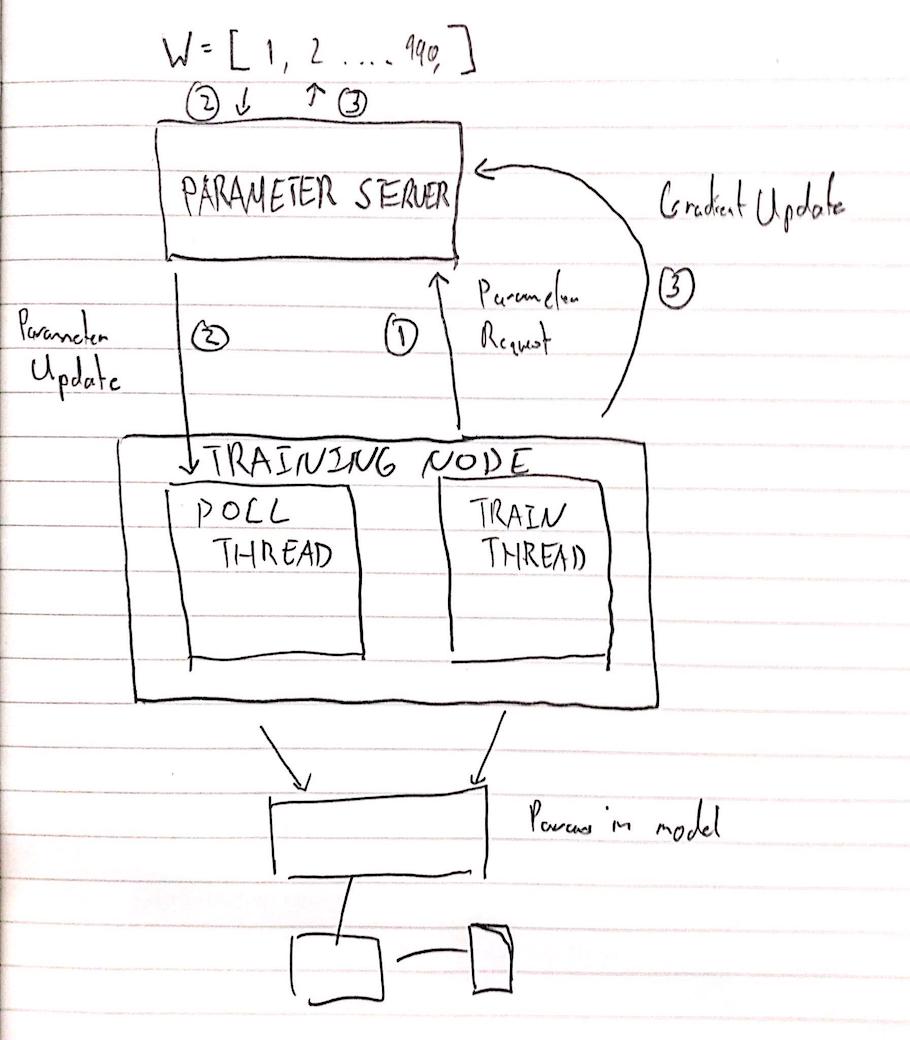 W = [ 1, 2 .... 990, ]
② ↓ ↑ ③
PARAMETER SERVER
Gradient Update
③
Parameter
Request
①
②
Parameter
Update
TRAINING NODE
POLL
THREAD
TRAIN
THREAD
Params in model